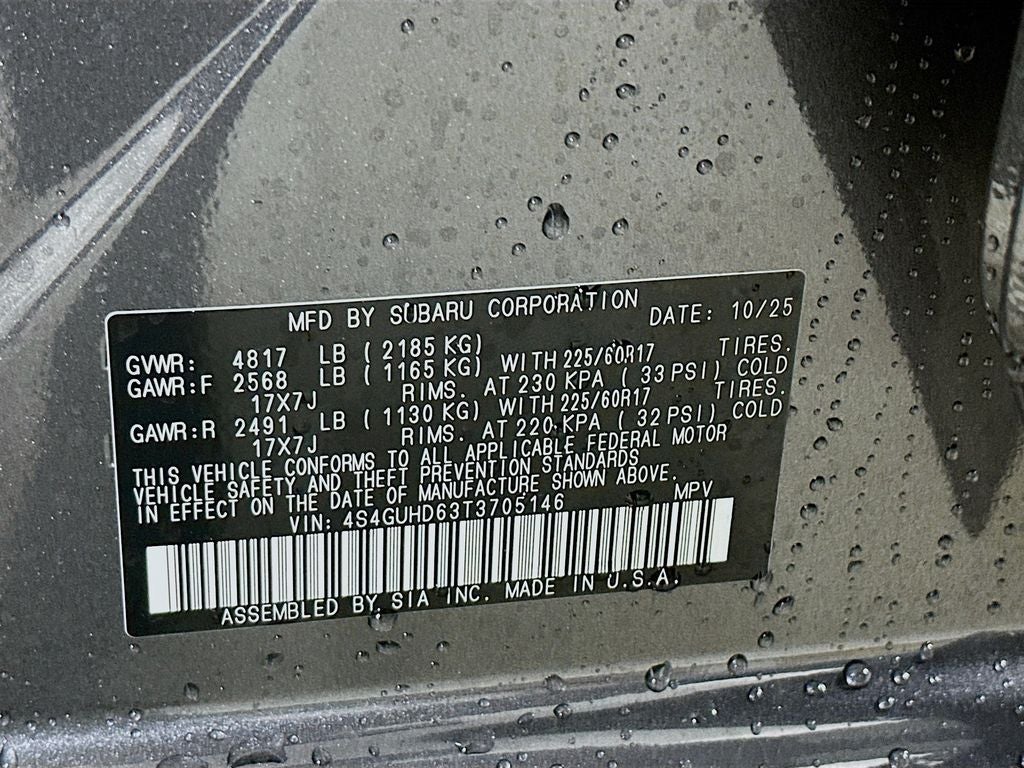 MFD BY SUBARU CORPORATION DATE: 10/25
GVWR: 4817 LB ( 2185 KG)
GAWR:F 2568 LB ( 1165 KG) WITH 225/60R17 TIRES.
17X7J RIMS. AT 230 KPA ( 33 PSI) COLD
GAWR:R 2491 LB ( 1130 KG) WITH 225/60R17 TIRES.
17X7J RIMS. AT 220 KPA ( 32 PSI) COLD
THIS VEHICLE CONFORMS TO ALL APPLICABLE FEDERAL MOTOR
VEHICLE SAFETY AND THEFT PREVENTION STANDARDS
IN EFFECT ON THE DATE OF MANUFACTURE SHOWN ABOVE.
VIN: 4S4GUHD63T3705146 MPV
ASSEMBLED BY SIA INC. MADE IN U.S.A.